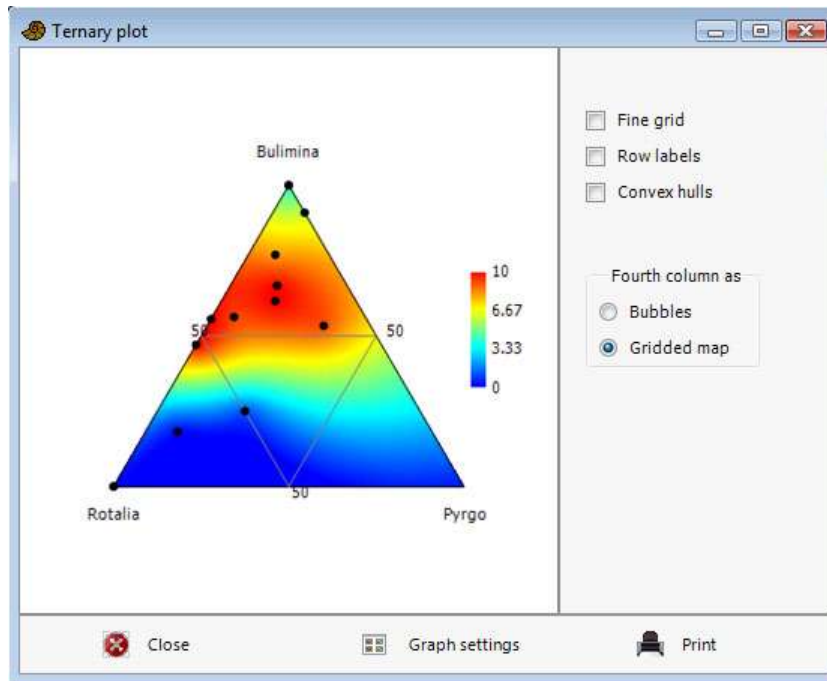 Ternary plot
Bulimina
50
50
50
Rotalia
Pyrgo
10
6.67
3.33
0
Fine grid
Row labels
Convex hulls
Fourth column as
Bubbles
Gridded map
Close
Graph settings
Print